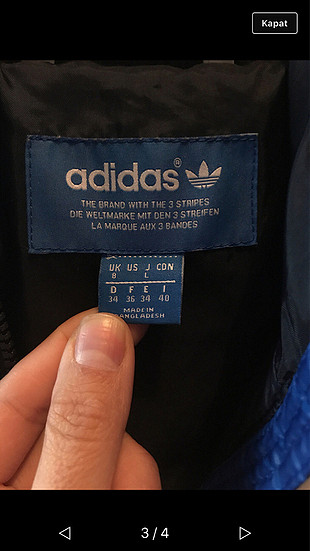 Kapat
adidas®
THE BRAND WITH THE 3 STRIPES
DIE WELTMARKE MIT DEN 3 STREIFEN
LA MARQUE AUX 3 BANDES
UK US J CDN
8 L
D F E I
34 36 34 40
MADE IN
BANGLADESH
3 / 4